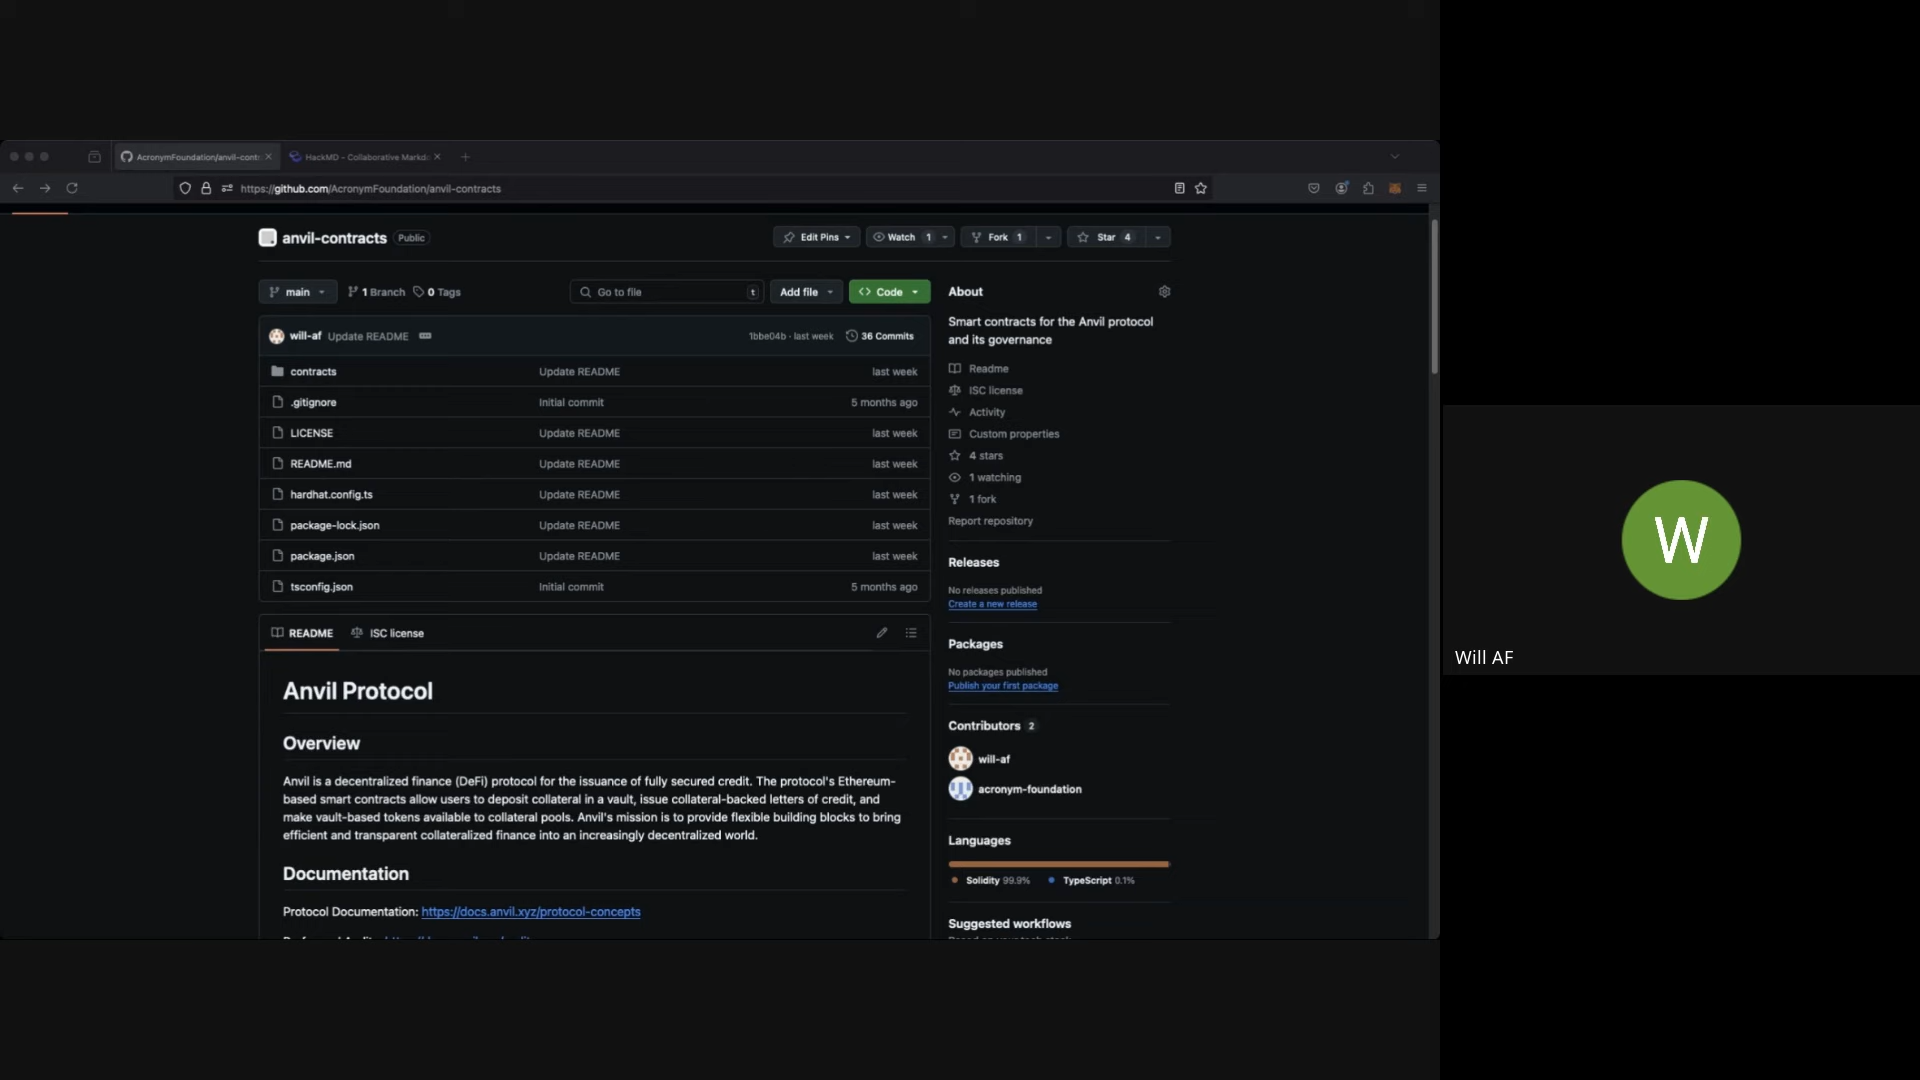 AcronymFoundation/anvil-cont
HackMD - Collaborative Markd
https://github.com/AcronymFoundation/anvil-contracts
anvil-contracts Public
Edit Pins Watch 1 Fork 1 Star 4
main 1 Branch 0 Tags Go to file t Add file Code
will-af Update README 1bbe04b · last week 36 Commits
contracts Update README last week
.gitignore Initial commit 5 months ago
LICENSE Update README last week
README.md Update README last week
hardhat.config.ts Update README last week
package-lock.json Update README last week
package.json Update README last week
tsconfig.json Initial commit 5 months ago
README ISC license
Anvil Protocol
Overview
Anvil is a decentralized finance (DeFi) protocol for the issuance of fully secured credit. The protocol's Ethereum-
based smart contracts allow users to deposit collateral in a vault, issue collateral-backed letters of credit, and
make vault-based tokens available to collateral pools. Anvil's mission is to provide flexible building blocks to bring
efficient and transparent collateralized finance into an increasingly decentralized world.
Documentation
Protocol Documentation: https://docs.anvil.xyz/protocol-concepts
About
Smart contracts for the Anvil protocol
and its governance
Readme
ISC license
Activity
Custom properties
4 stars
1 watching
1 fork
Report repository
Releases
No releases published
Create a new release
Packages
No packages published
Publish your first package
Contributors 2
will-af
acronym-foundation
Languages
Solidity 99.9% TypeScript 0.1%
Suggested workflows
W
Will AF